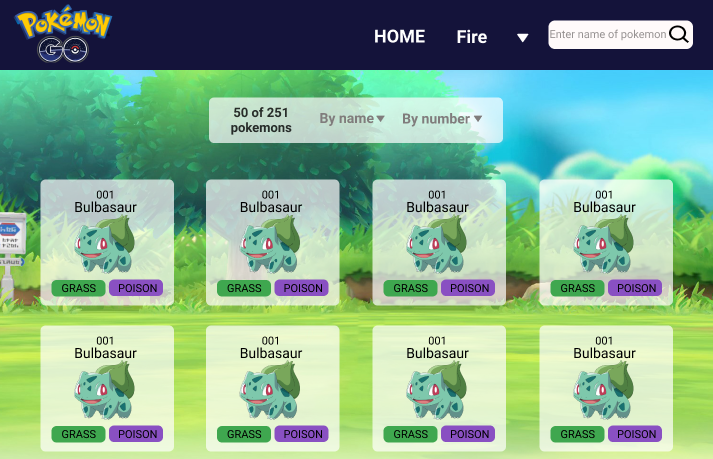 Pokémon
GO
HOME
Fire
Enter name of pokemon
50 of 251
pokemons
By name
By number
001
Bulbasaur
GRASS
POISON
001
Bulbasaur
GRASS
POISON
001
Bulbasaur
GRASS
POISON
001
Bulbasaur
GRASS
POISON
001
Bulbasaur
GRASS
POISON
001
Bulbasaur
GRASS
POISON
001
Bulbasaur
GRASS
POISON
001
Bulbasaur
GRASS
POISON